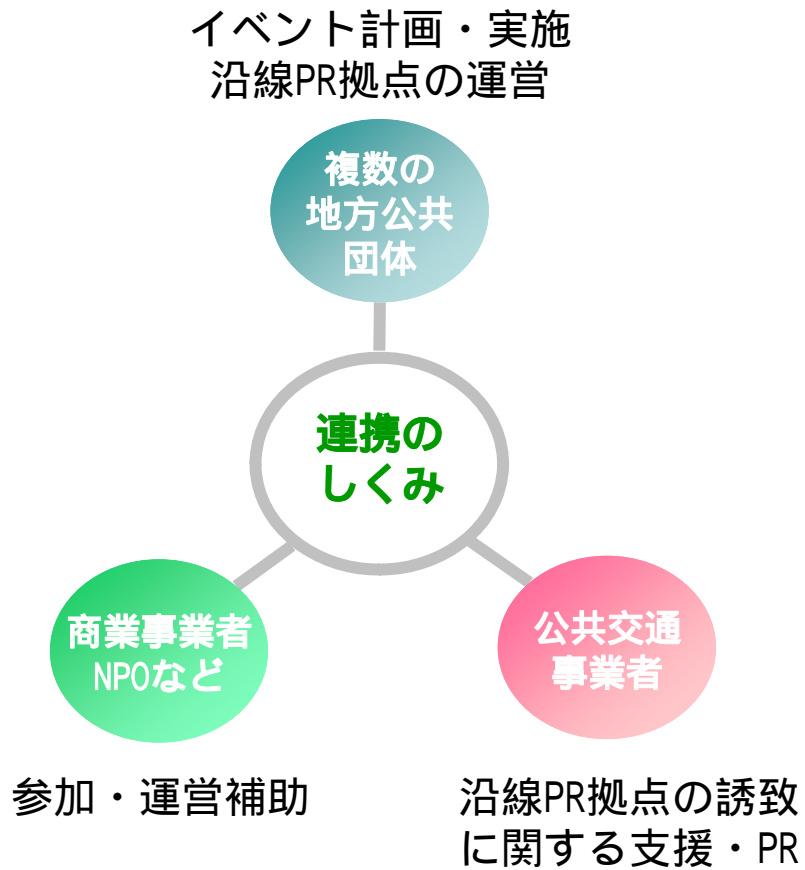 イベント計画・実施
沿線PR拠点の運営
複数の
地方公共
団体
連携の
しくみ
商業事業者
NPOなど
参加・運営補助
公共交通
事業者
沿線PR拠点の誘致
に関する支援・PR